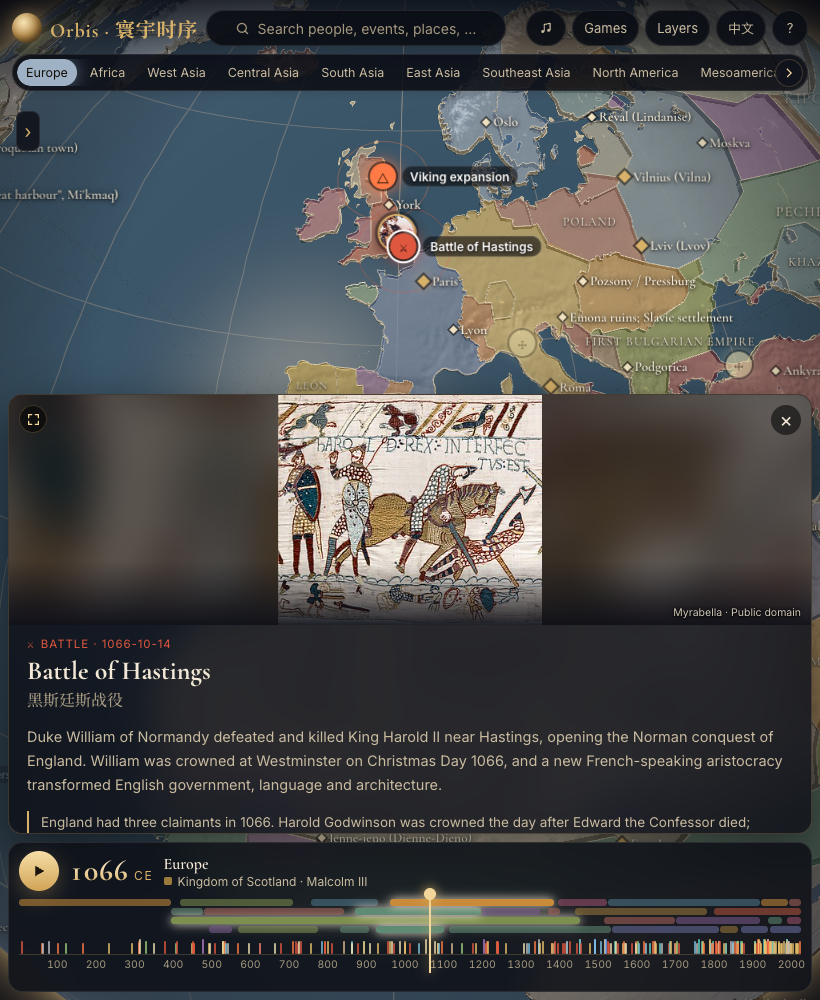 Orbis · 寰宇时序
Search people, events, places, ...
Games
Layers
中文
?
Europe
Africa
West Asia
Central Asia
South Asia
East Asia
Southeast Asia
North America
Mesoamerica
Oslo
Reval (Lindanise)
Moskva
town)
harbour", Mi'kmaq)
Viking expansion
Vilnius (Vilna)
York
POLAND
Battle of Hastings
Lviv (Lvov)
Paris
Pozsony / Pressburg
Lyon
Emona ruins; Slavic settlement
FIRST BULGARIAN EMPIRE
Podgorica
LEÓN
Roma
HAROLD:REX:INTERFEC
TVS:EST
Myrabella · Public domain
BATTLE · 1066-10-14
Battle of Hastings
黑斯廷斯战役
Duke William of Normandy defeated and killed King Harold II near Hastings, opening the Norman conquest of
England. William was crowned at Westminster on Christmas Day 1066, and a new French-speaking aristocracy
transformed English government, language and architecture.
England had three claimants in 1066. Harold Godwinson was crowned the day after Edward the Confessor died;
1066 CE
Europe
Kingdom of Scotland · Malcolm III
100 200 300 400 500 600 700 800 900 1000 1100 1200 1300 1400 1500 1600 1700 1800 1900 2000